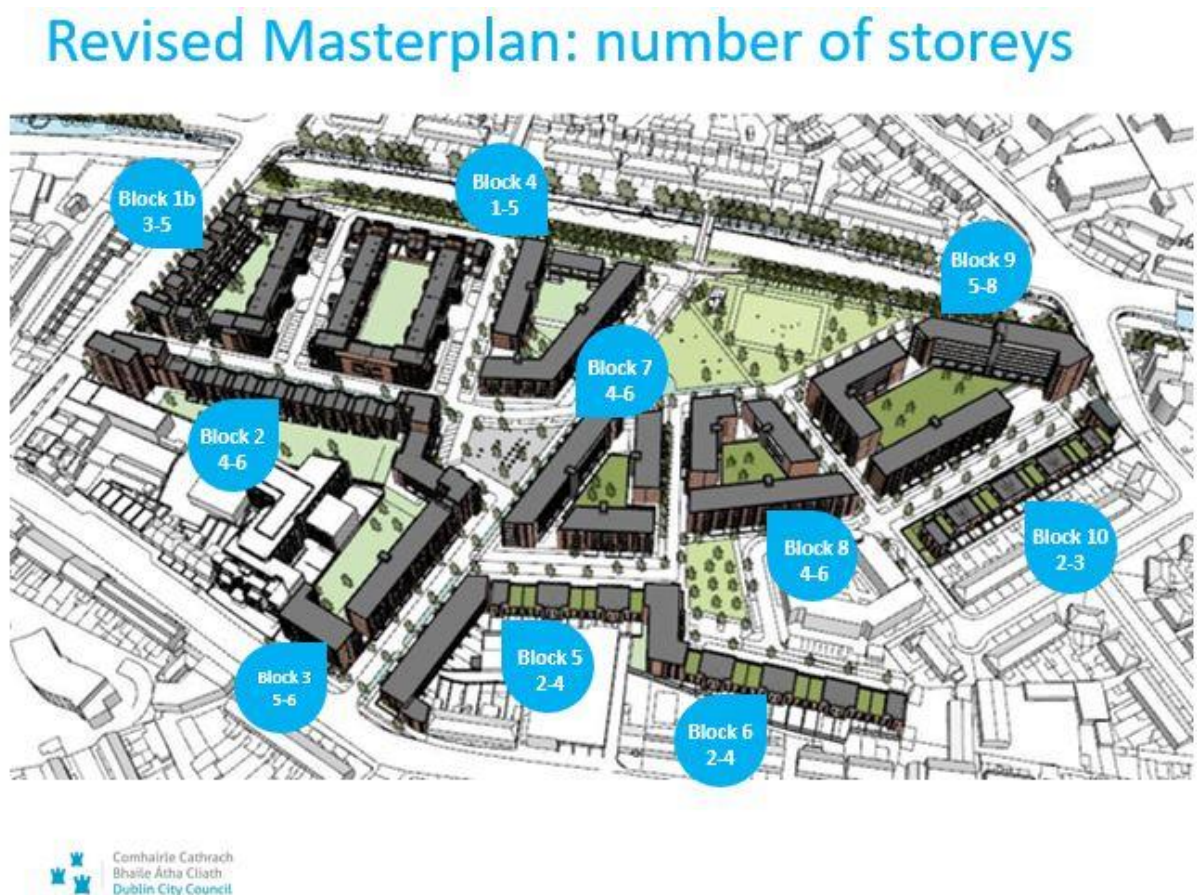 Revised Masterplan: number of storeys
Block 1b
3-5
Block 4
1-5
Block 9
5-8
Block 7
4-6
Block 2
4-6
Block 8
4-6
Block 10
2-3
Block 5
2-4
Block 3
5-6
Block 6
2-4
Comhairle Cathrach
Bhaile Átha Cliath
Dublin City Council